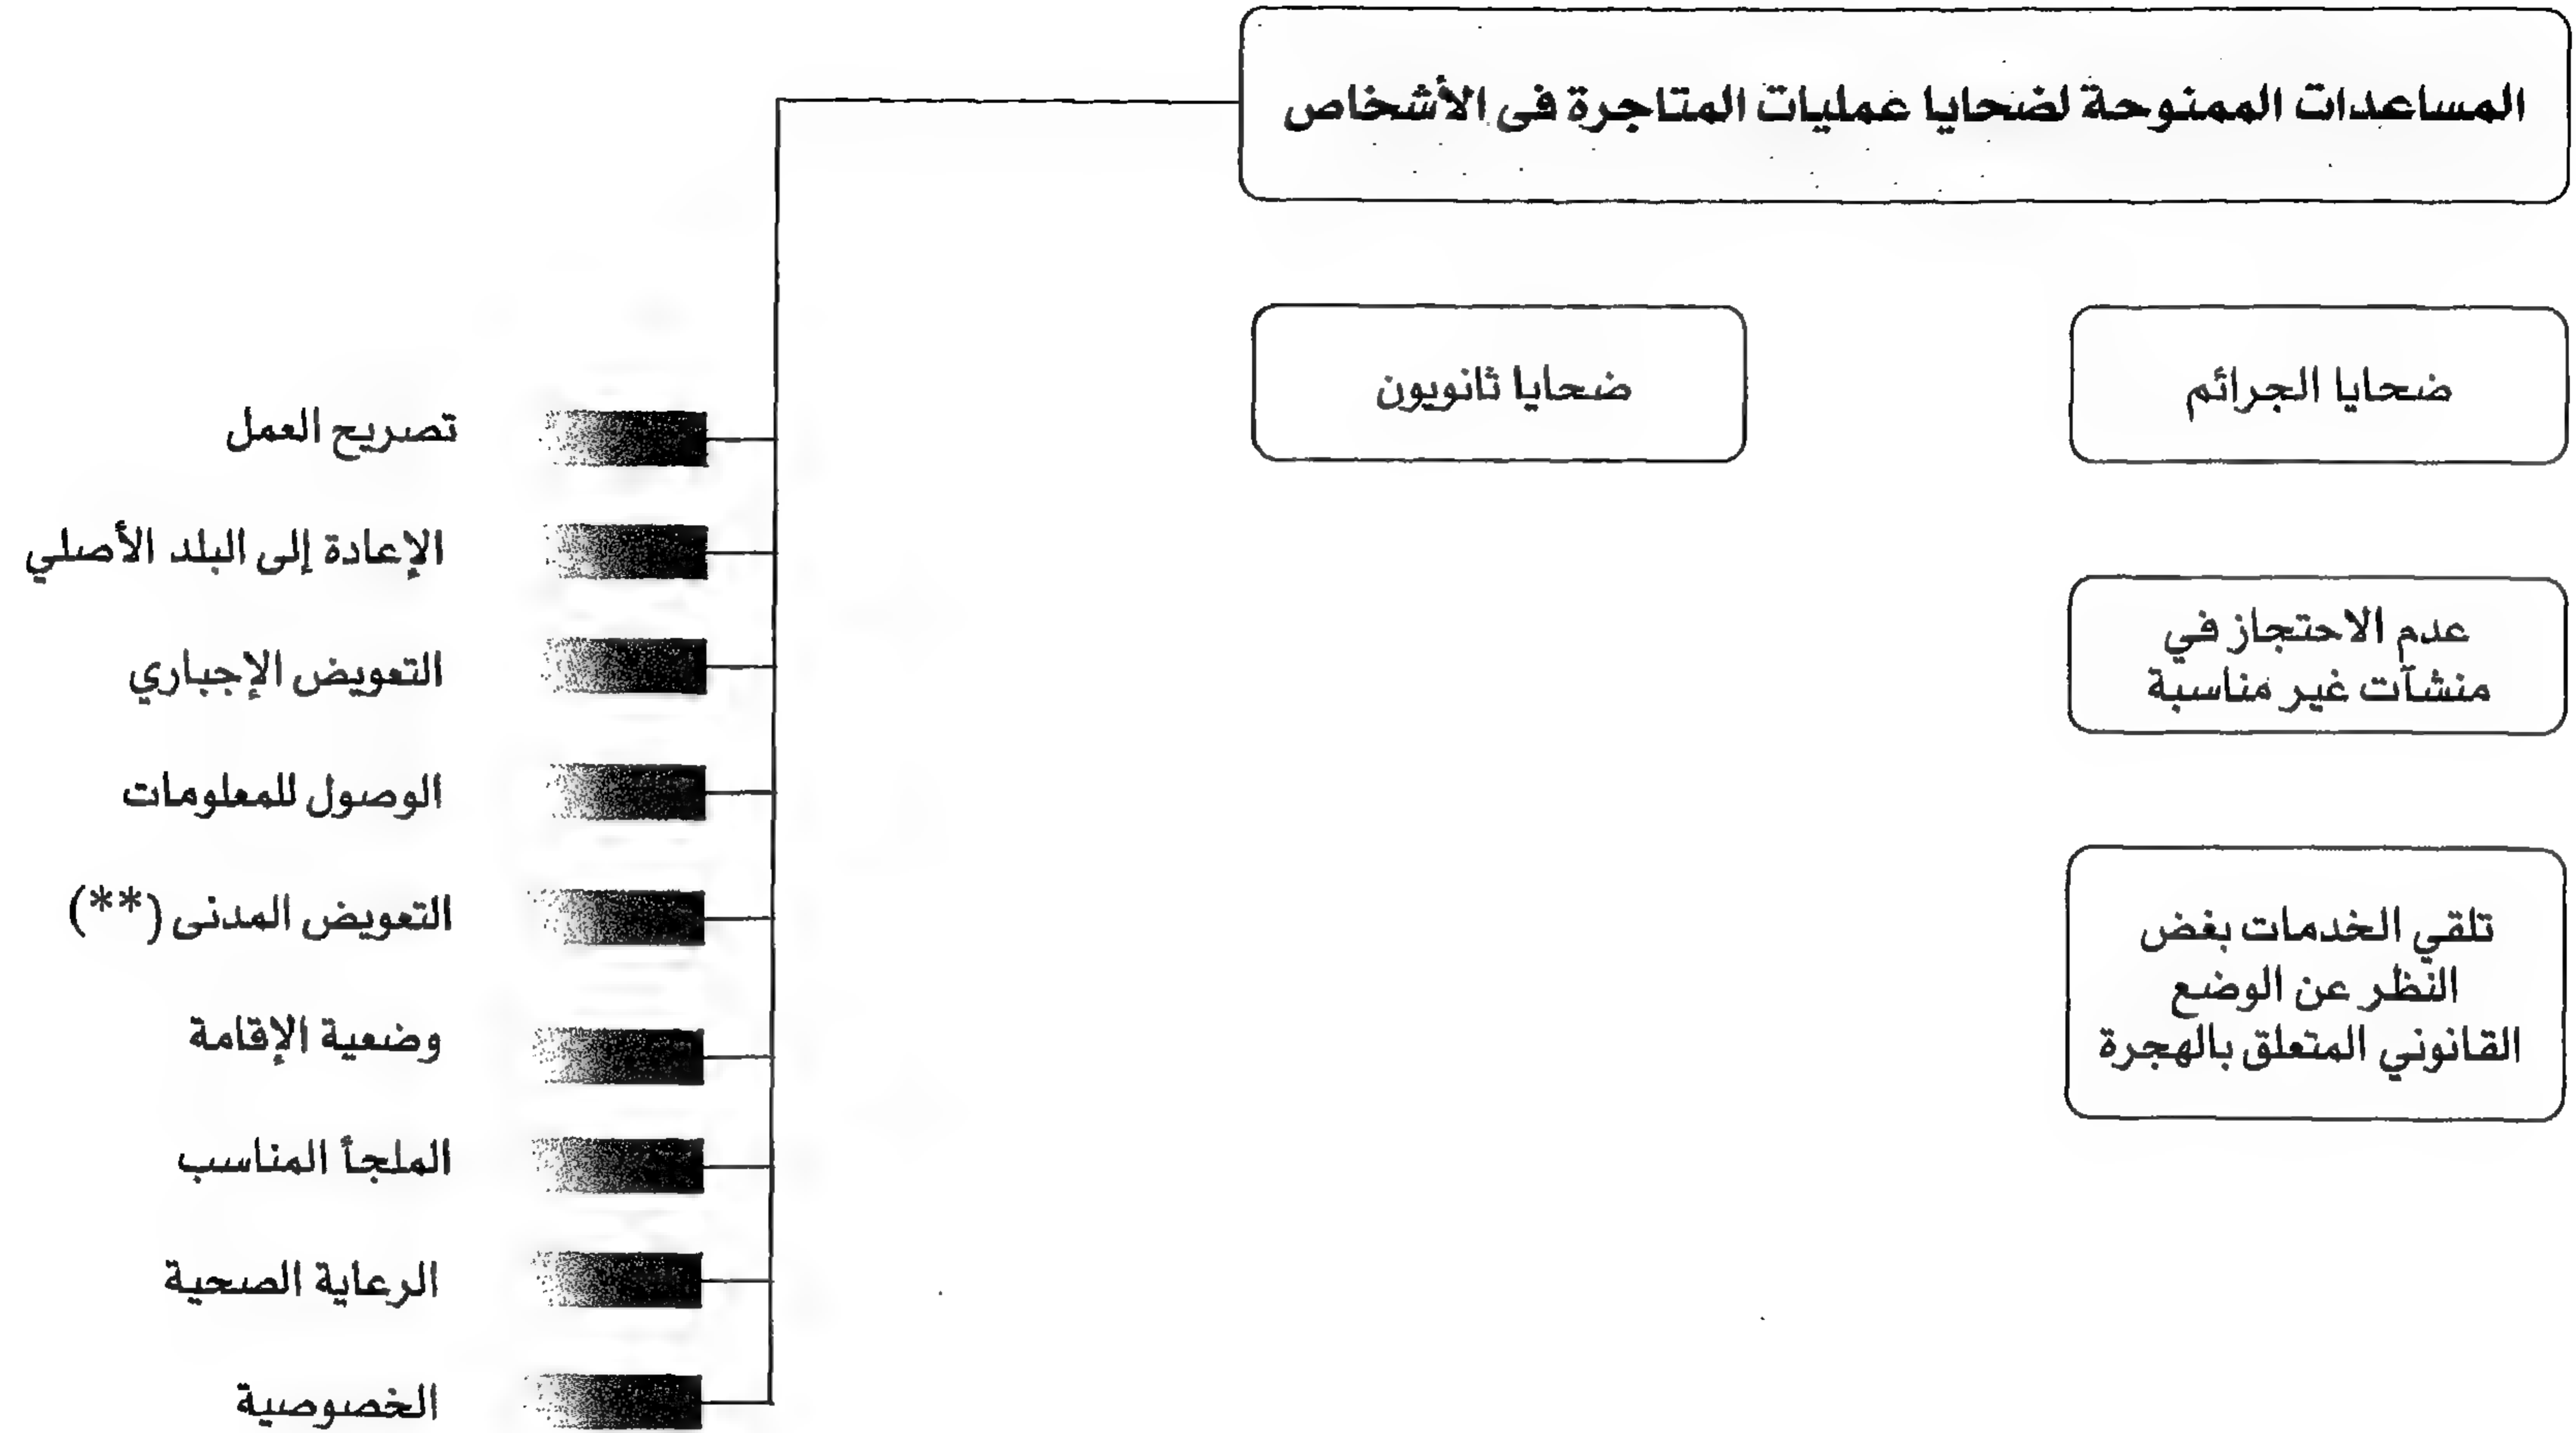 المساعدات الممنوحة لضحايا عمليات المتاجرة فى الأشخاص
ضحايا الجرائم
ضحايا ثانويون
عدم الاحتجاز في
منشآت غير مناسبة
تلقي الخدمات بغض
النظر عن الوضع
القانوني المتعلق بالهجرة
تصريح العمل
الإعادة إلى البلد الأصلي
التعويض الإجباري
الوصول للمعلومات
التعويض المدنى (**)
وضعية الإقامة
الملجأ المناسب
الرعاية الصحية
الخصوصية